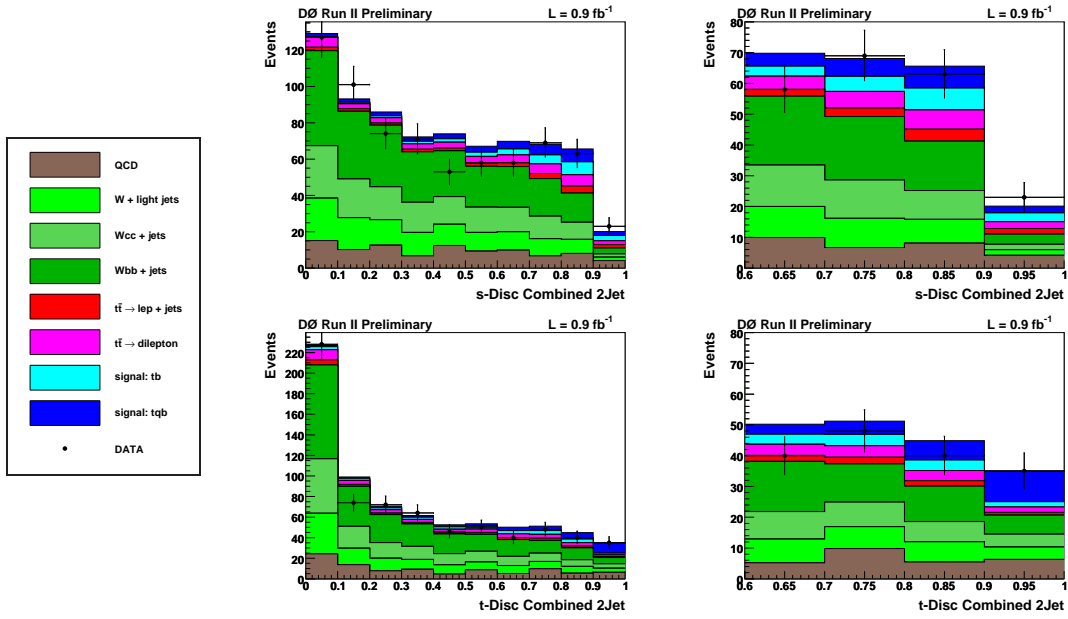 QCD
W + light jets
Wcc + jets
Wbb + jets
tt̄ → lep + jets
tt̄ → dilepton
signal: tb
signal: tqb
DATA
DØ Run II Preliminary L = 0.9 fb⁻¹
Events
120
100
80
60
40
20
0
0 0.1 0.2 0.3 0.4 0.5 0.6 0.7 0.8 0.9 1
s-Disc Combined 2Jet
DØ Run II Preliminary L = 0.9 fb⁻¹
Events
80
70
60
50
40
30
20
10
0
0.6 0.65 0.7 0.75 0.8 0.85 0.9 0.95 1
s-Disc Combined 2Jet
DØ Run II Preliminary L = 0.9 fb⁻¹
Events
220
200
180
160
140
120
100
80
60
40
20
0
0 0.1 0.2 0.3 0.4 0.5 0.6 0.7 0.8 0.9 1
t-Disc Combined 2Jet
DØ Run II Preliminary L = 0.9 fb⁻¹
Events
80
70
60
50
40
30
20
10
0
0.6 0.65 0.7 0.75 0.8 0.85 0.9 0.95 1
t-Disc Combined 2Jet